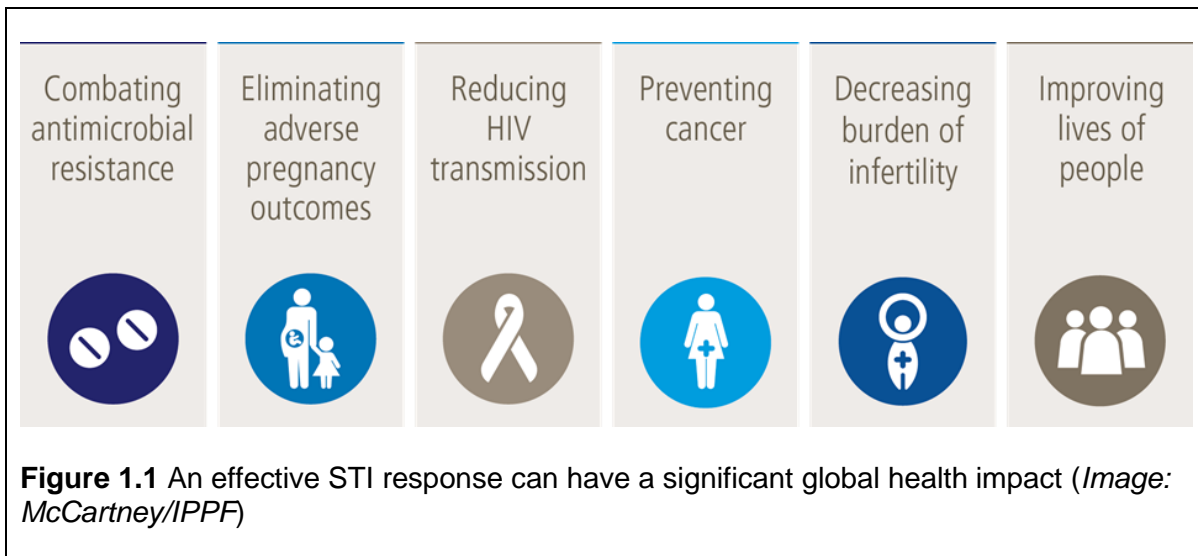 Combating
antimicrobial
resistance
Eliminating
adverse
pregnancy
outcomes
Reducing
HIV
transmission
Preventing
cancer
Decreasing
burden of
infertility
Improving
lives of
people
Figure 1.1 An effective STI response can have a significant global health impact (Image:
McCartney/IPPF)